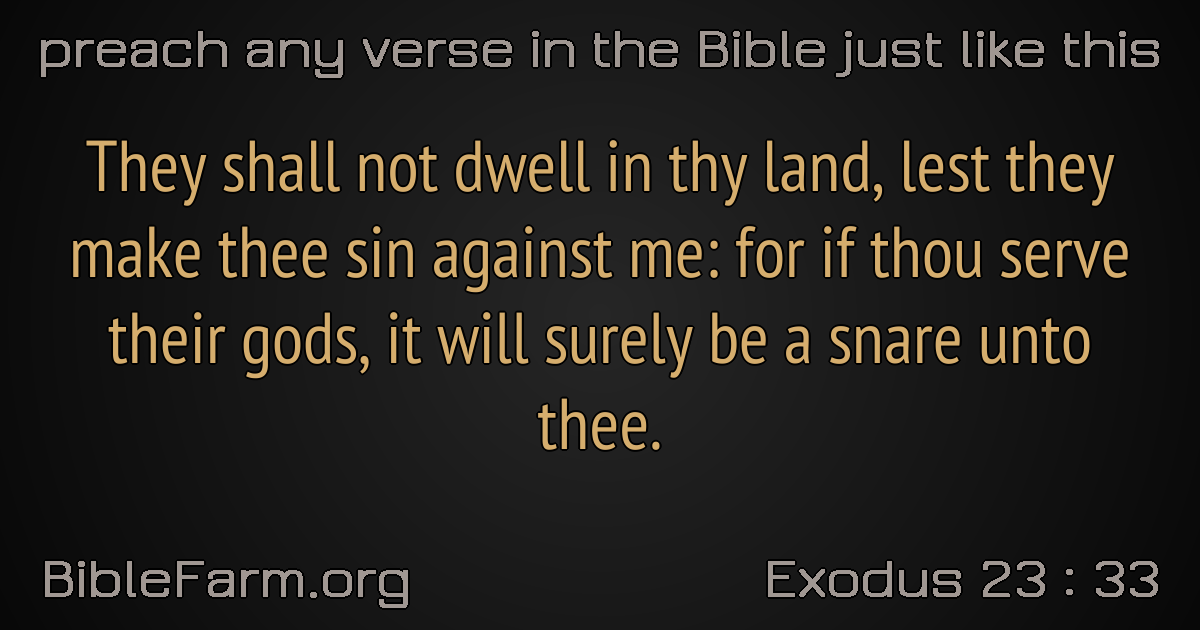 preach any verse in the Bible just like this
They shall not dwell in thy land, lest they
make thee sin against me: for if thou serve
their gods, it will surely be a snare unto
thee.
BibleFarm.org
Exodus 23 : 33